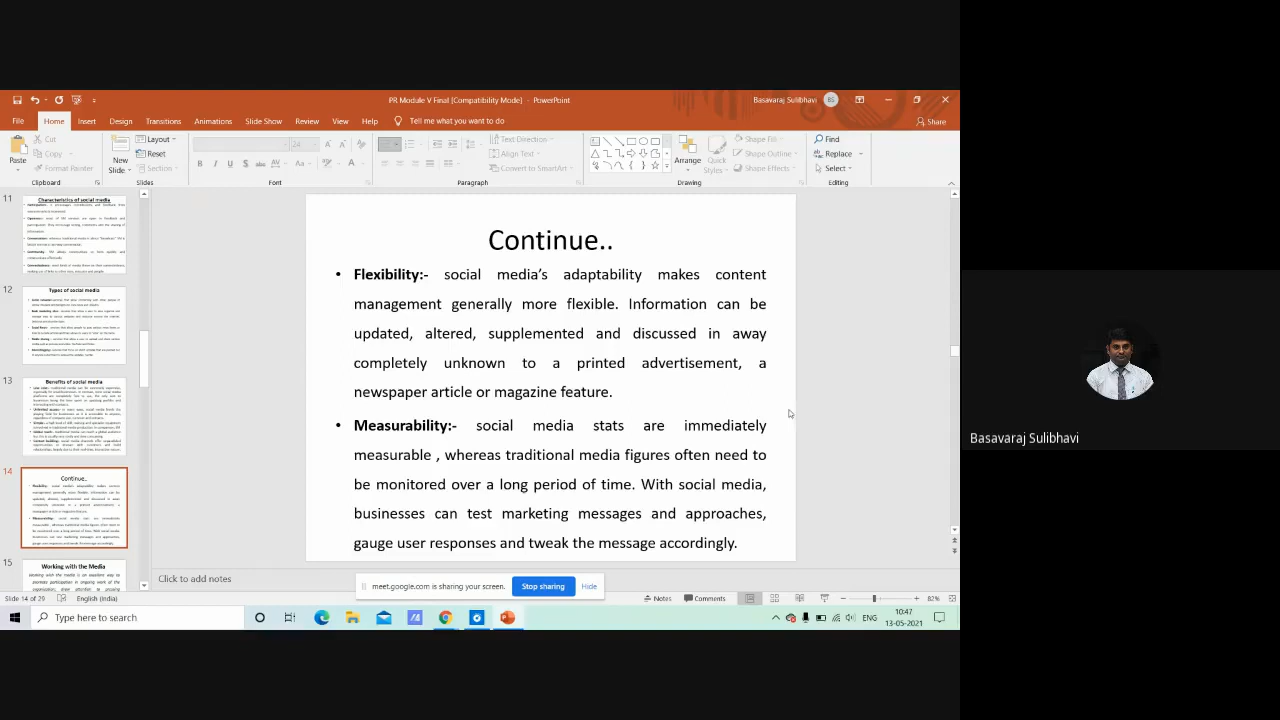 PR Module V Final [Compatibility Mode] - PowerPoint
Basavaraj Sulibhavi BS
File Home Insert Design Transitions Animations Slide Show Review View Help Tell me what you want to do Share
Paste
Cut
Copy
Format Painter
Clipboard
New Slide
Layout
Reset
Section
Slides
24
Font
Text Direction
Align Text
Convert to SmartArt
Paragraph
Arrange
Quick Styles
Shape Fill
Shape Outline
Shape Effects
Drawing
Find
Replace
Select
Editing
11
Characteristics of social media
12
Types of social media
13
Benefits of social media
14
Continue..
15
Working with the Media
Continue..
• Flexibility:- social media's adaptability makes content
management generally more flexible. Information can be
updated, altered, supplemented and discussed in a way
completely unknown to a printed advertisement, a
newspaper article or magazine feature.
• Measurability:- social media stats are immediately
measurable , whereas traditional media figures often need to
be monitored over a long period of time. With social media,
business can test marketing messages and approaches,
gauge user responses and tweak the message accordingly.
Click to add notes
meet.google.com is sharing your screen. Stop sharing Hide
Slide 14 of 29 English (India) Notes Comments 82%
Type here to search
ENG
10:47
13-05-2021
Basavaraj Sulibhavi